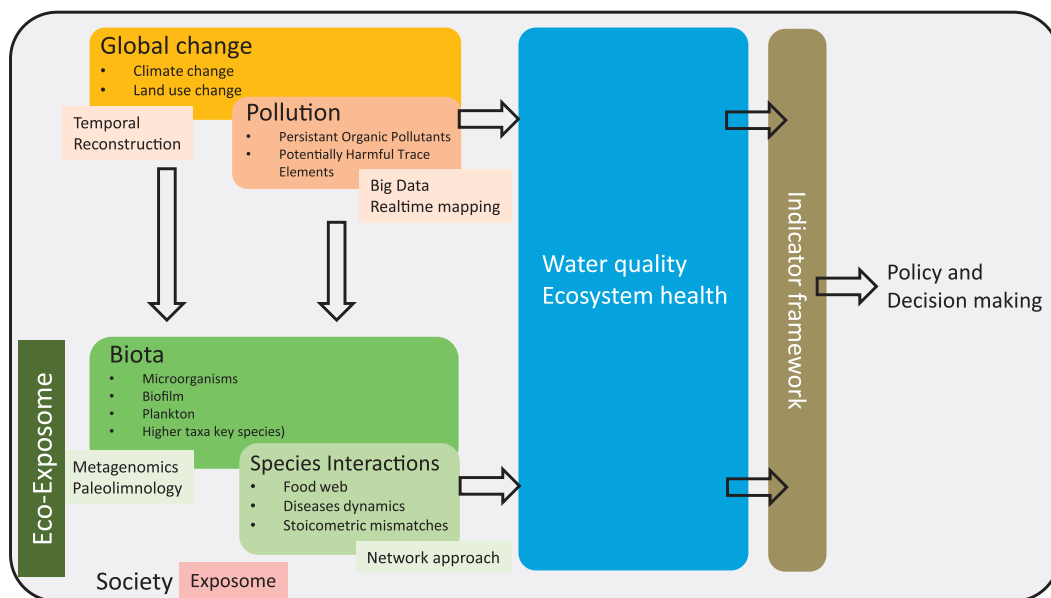 Global change
• Climate change
• Land use change
Temporal
Reconstruction
Pollution
• Persistant Organic Pollutants
• Potentially Harmful Trace
Elements
Big Data
Realtime mapping
Water quality
Ecosystem health
Indicator framework
Policy and
Decision making
Eco-Exposome
Biota
• Microorganisms
• Biofilm
• Plankton
• Higher taxa key species)
Metagenomics
Paleolimnology
Species Interactions
• Food web
• Diseases dynamics
• Stoicometric mismatches
Network approach
Society
Exposome